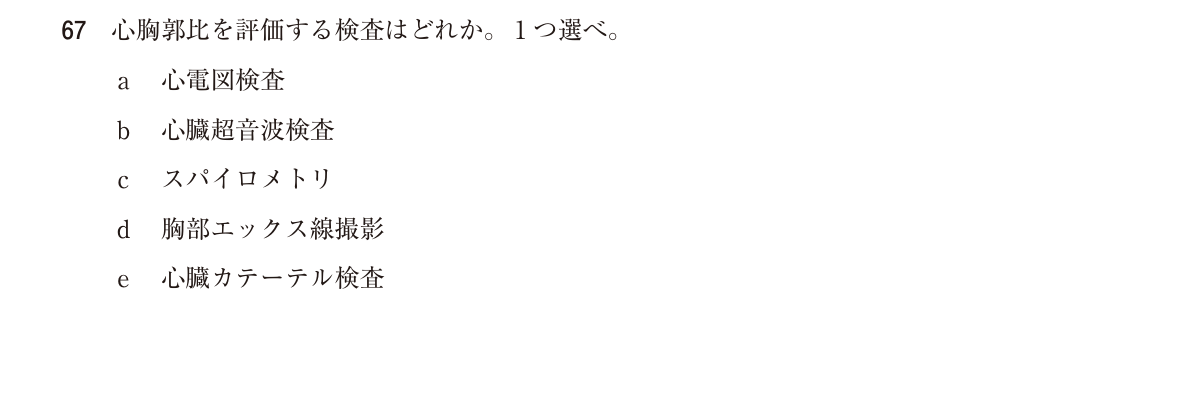 67 心胸郭比を評価する検査はどれか。1つ選べ。
a 心電図検査
b 心臓超音波検査
c スパイロメトリ
d 胸部エックス線撮影
e 心臓カテーテル検査